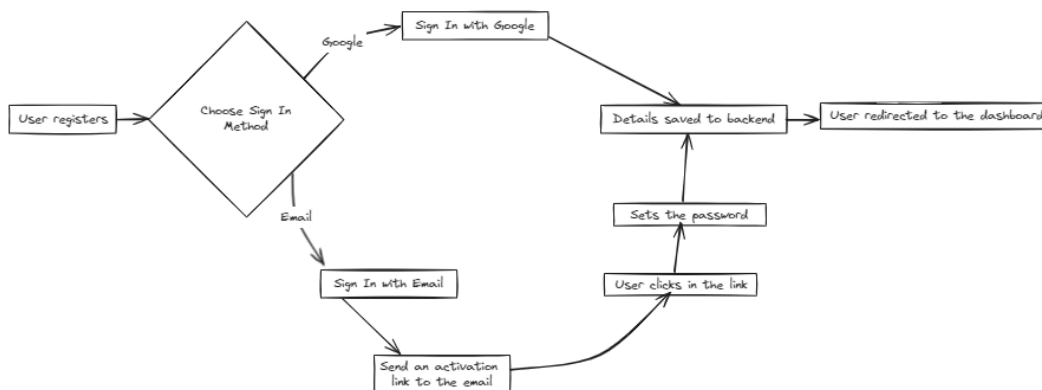 Sign In with Google
Google
User registers
Choose Sign In
Method
Details saved to backend
User redirected to the dashboard
Email
Sets the password
Sign In with Email
User clicks in the link
Send an activation
link to the email